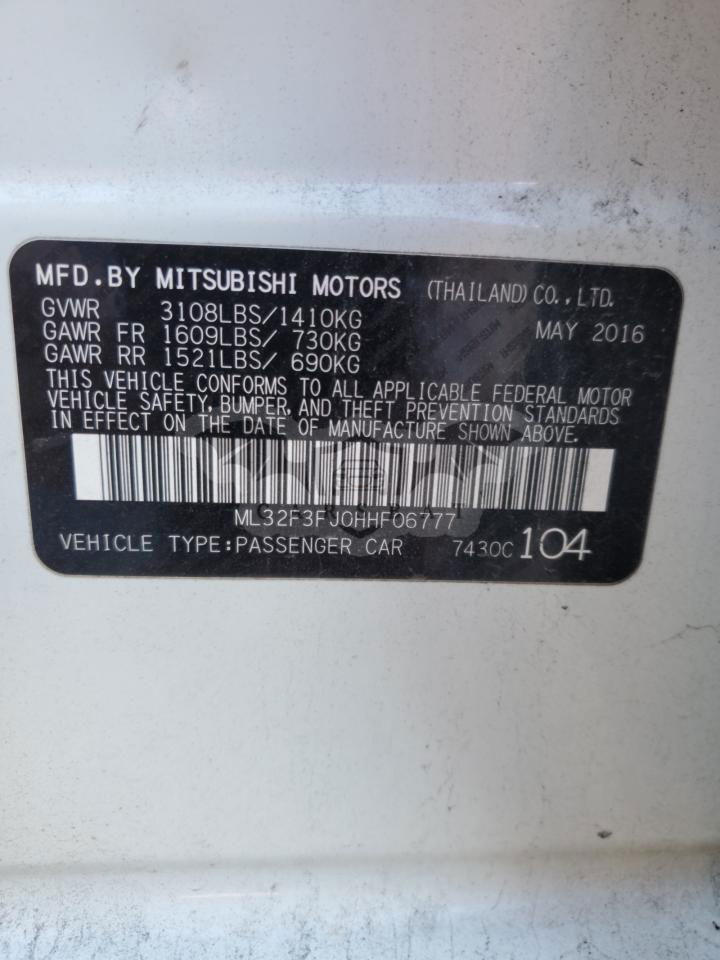 MFD.BY MITSUBISHI MOTORS (THAILAND) CO.,LTD.
GVWR 3108LBS/1410KG MAY 2016
GAWR FR 1609LBS/ 730KG
GAWR RR 1521LBS/ 690KG
THIS VEHICLE CONFORMS TO ALL APPLICABLE FEDERAL MOTOR
VEHICLE SAFETY, BUMPER, AND THEFT PREVENTION STANDARDS
IN EFFECT ON THE DATE OF MANUFACTURE SHOWN ABOVE.
ML32F3FJ0HHF06777
VEHICLE TYPE:PASSENGER CAR 7430C 104